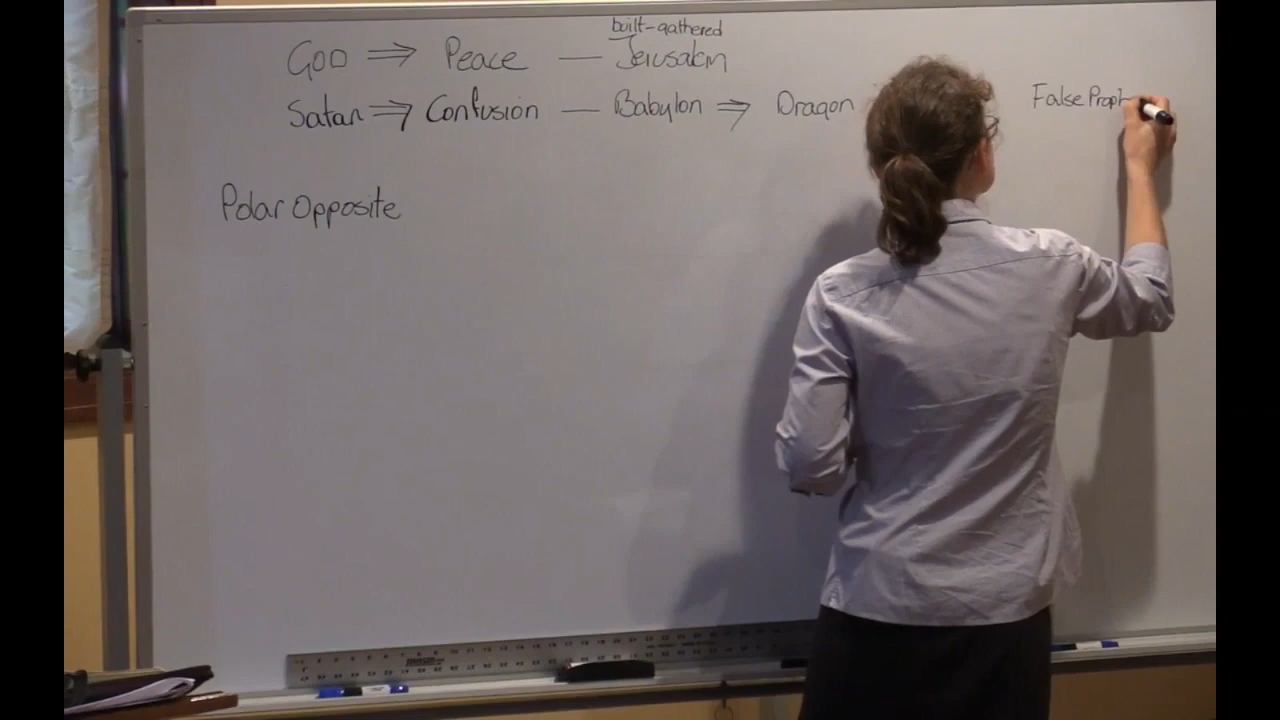 built-gathered
God ⇒ Peace — Jerusalem
Satan ⇒ Confusion — Babylon ⇒ Dragon False Proph
Polar Opposite